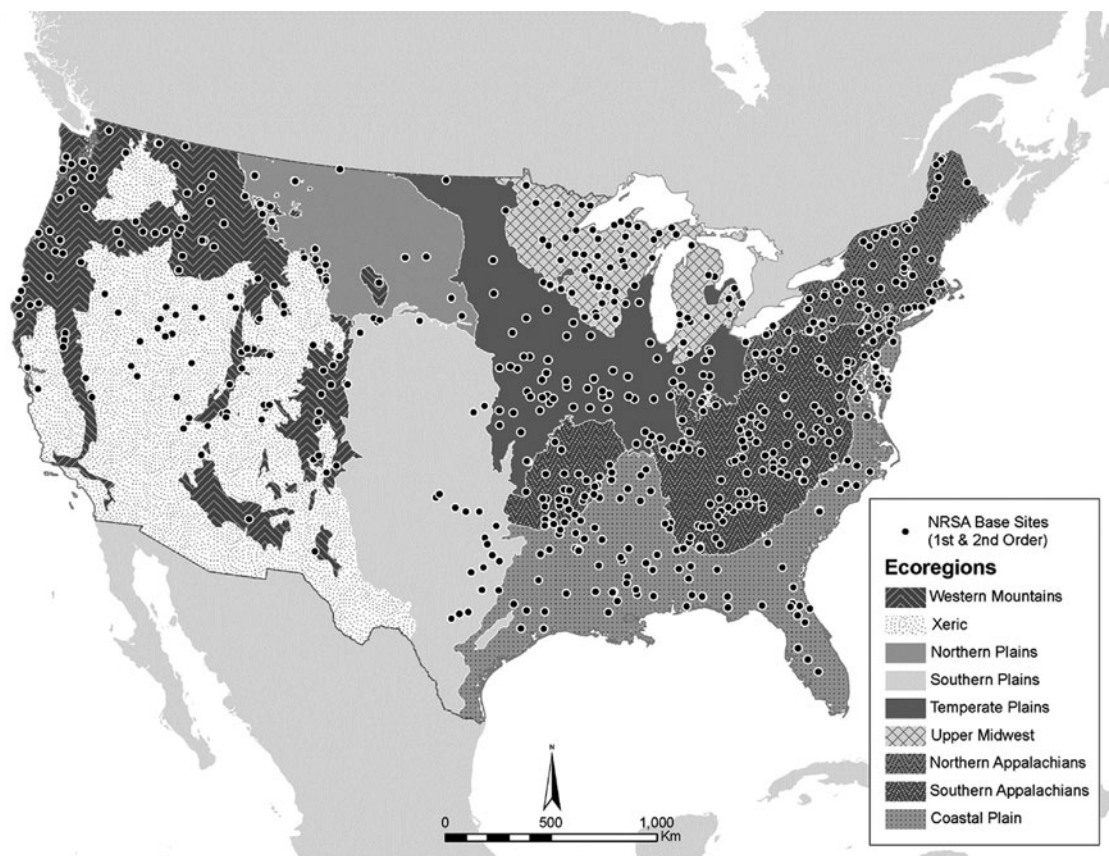 NRSA Base Sites
(1st & 2nd Order)
Ecoregions
Western Mountains
Xeric
Northern Plains
Southern Plains
Temperate Plains
Upper Midwest
Northern Appalachians
Southern Appalachians
Coastal Plain
N
0 500 1,000
Km